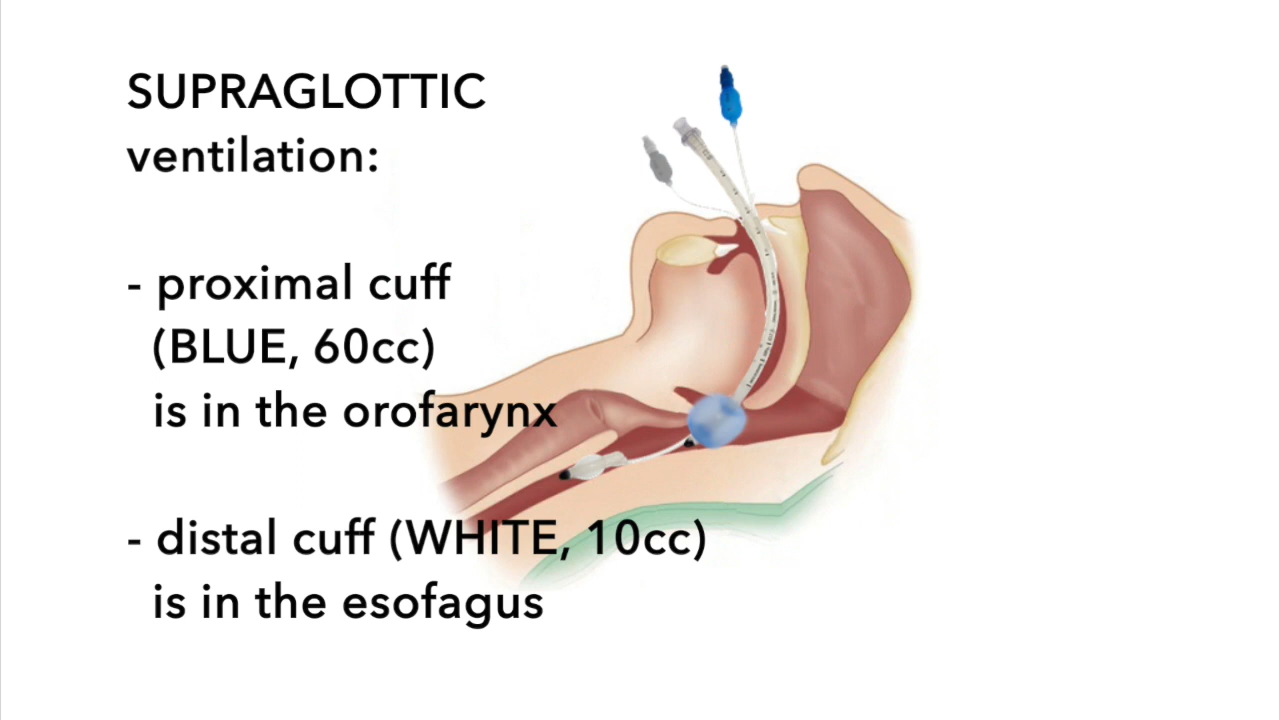 SUPRAGLOTTIC
ventilation:
- proximal cuff
(BLUE, 60cc)
is in the orofarynx
- distal cuff (WHITE, 10cc)
is in the esofagus